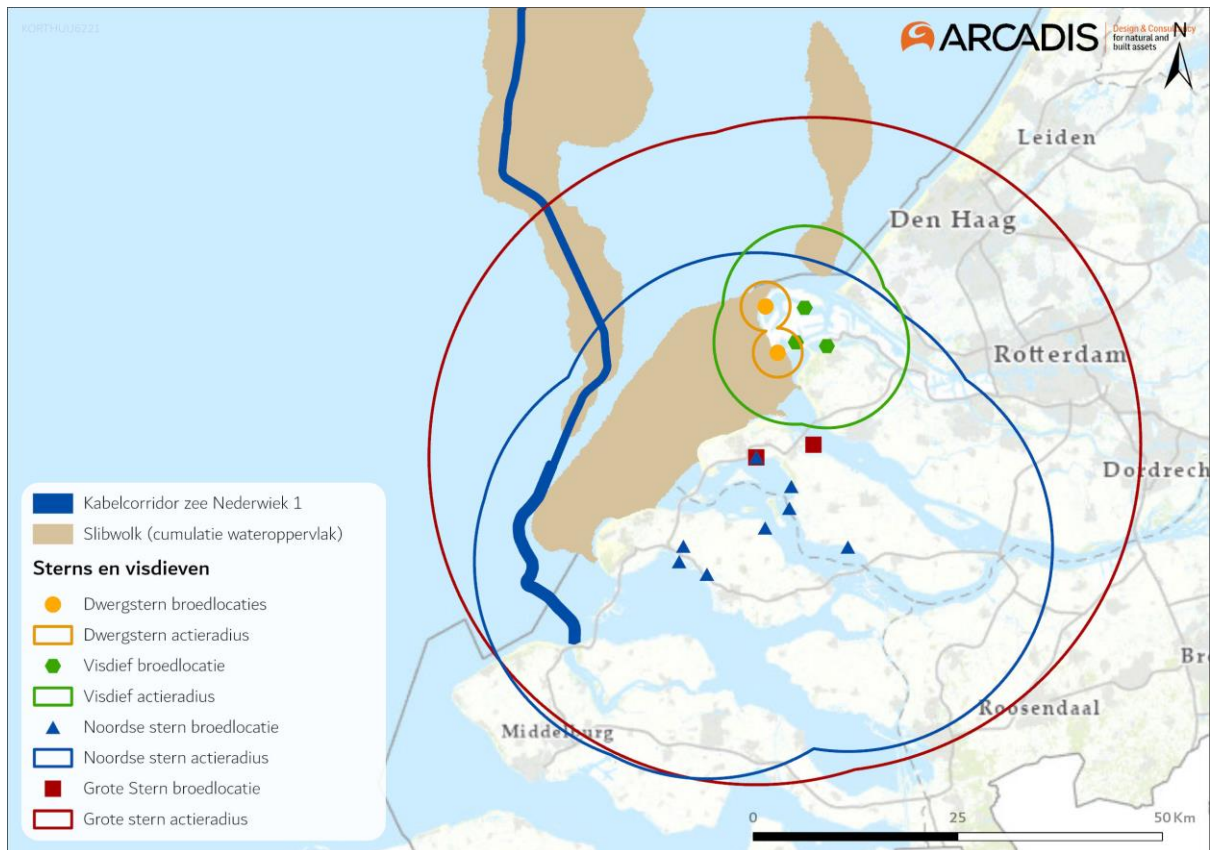 KORTHUU6221
ARCADIS
Design & Consultancy
for natural and
built assets
N
Leiden
Den Haag
Rotterdam
Dordrech
Bre
Roosendaal
Middelburg
Kabelcorridor zee Nederwiek 1
Slibwolk (cumulatie wateroppervlak)
Sterns en visdieven
Dwergstern broedlocaties
Dwergstern actieradius
Visdief broedlocatie
Visdief actieradius
Noordse stern broedlocatie
Noordse stern actieradius
Grote Stern broedlocatie
Grote stern actieradius
0 25 50 Km